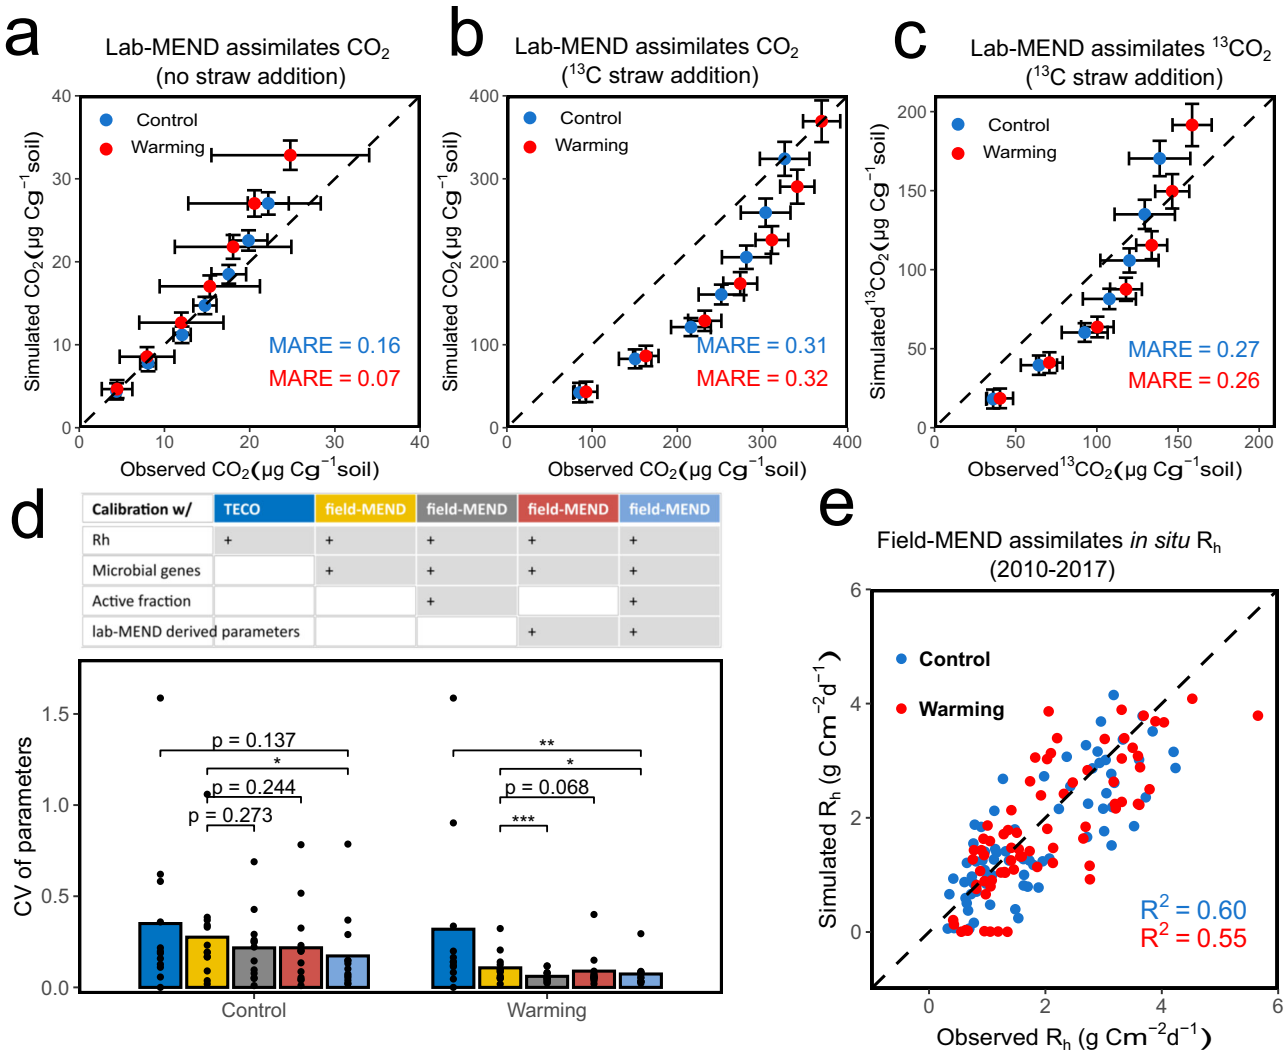 a
Lab-MEND assimilates CO₂
(no straw addition)
40
30
20
10
0
0
10
20
30
40
Simulated CO₂(µg Cg⁻¹soil)
Observed CO₂(µg Cg⁻¹soil)
Control
Warming
MARE = 0.16
MARE = 0.07
b
Lab-MEND assimilates CO₂
(¹³C straw addition)
400
300
200
100
0
0
100
200
300
400
Simulated CO₂(µg Cg⁻¹soil)
Observed CO₂(µg Cg⁻¹soil)
Control
Warming
MARE = 0.31
MARE = 0.32
c
Lab-MEND assimilates ¹³CO₂
(¹³C straw addition)
200
150
100
50
0
0
50
100
150
200
Simulated ¹³CO₂(µg Cg⁻¹soil)
Observed¹³CO₂(µg Cg⁻¹soil)
Control
Warming
MARE = 0.27
MARE = 0.26
d
Calibration w/ TECO field-MEND field-MEND field-MEND field-MEND
Rh + + + + +
Microbial genes + + + +
Active fraction + +
lab-MEND derived parameters + +
CV of parameters
1.5
1.0
0.5
0.0
p = 0.137
*
p = 0.244
p = 0.273
**
*
p = 0.068
***
Control
Warming
e
Field-MEND assimilates in situ Rₕ
(2010-2017)
6
4
2
0
0
2
4
6
Simulated Rₕ (g Cm⁻²d⁻¹)
Observed Rₕ (g Cm⁻²d⁻¹)
Control
Warming
R² = 0.60
R² = 0.55